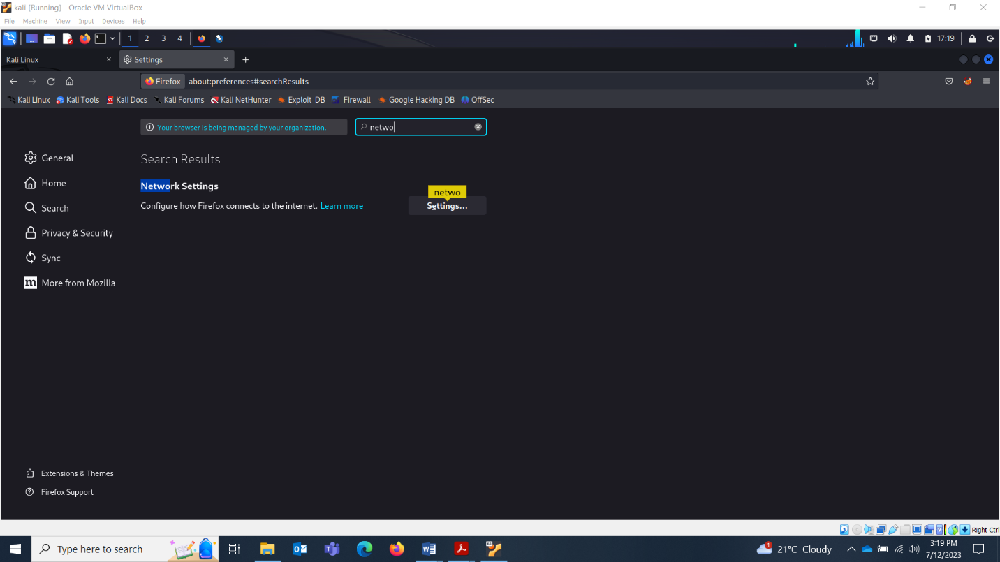 kali [Running] - Oracle VM VirtualBox
File Machine View Input Devices Help
1 2 3 4 17:19
Kali Linux Settings
Firefox about:preferences#searchResults
Kali Linux Kali Tools Kali Docs Kali Forums Kali NetHunter Exploit-DB Firewall Google Hacking DB OffSec
Your browser is being managed by your organization. netwo
General
Home
Search
Privacy & Security
Sync
More from Mozilla
Search Results
Network Settings
netwo
Configure how Firefox connects to the internet. Learn more Settings...
Extensions & Themes
Firefox Support
Right Ctrl
Type here to search 1 21°C Cloudy 3:19 PM
7/12/2023